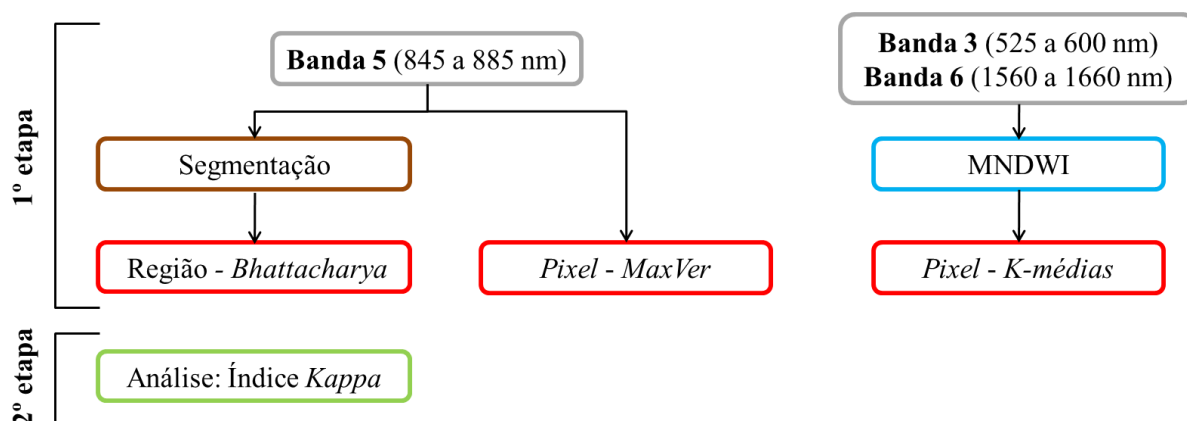 1º etapa
Banda 5 (845 a 885 nm)
Banda 3 (525 a 600 nm)
Banda 6 (1560 a 1660 nm)
Segmentação
MNDWI
Região - Bhattacharya
Pixel - MaxVer
Pixel - K-médias
2º etapa
Análise: Índice Kappa